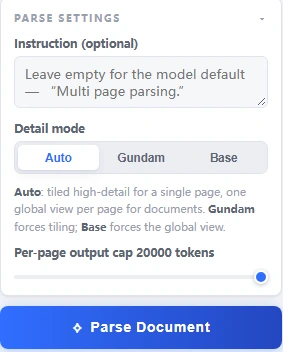 PARSE SETTINGS
Instruction (optional)
Leave empty for the model default
— "Multi page parsing."
Detail mode
Auto Gundam Base
Auto: tiled high-detail for a single page, one
global view per page for documents. Gundam
forces tiling; Base forces the global view.
Per-page output cap 20000 tokens
Parse Document